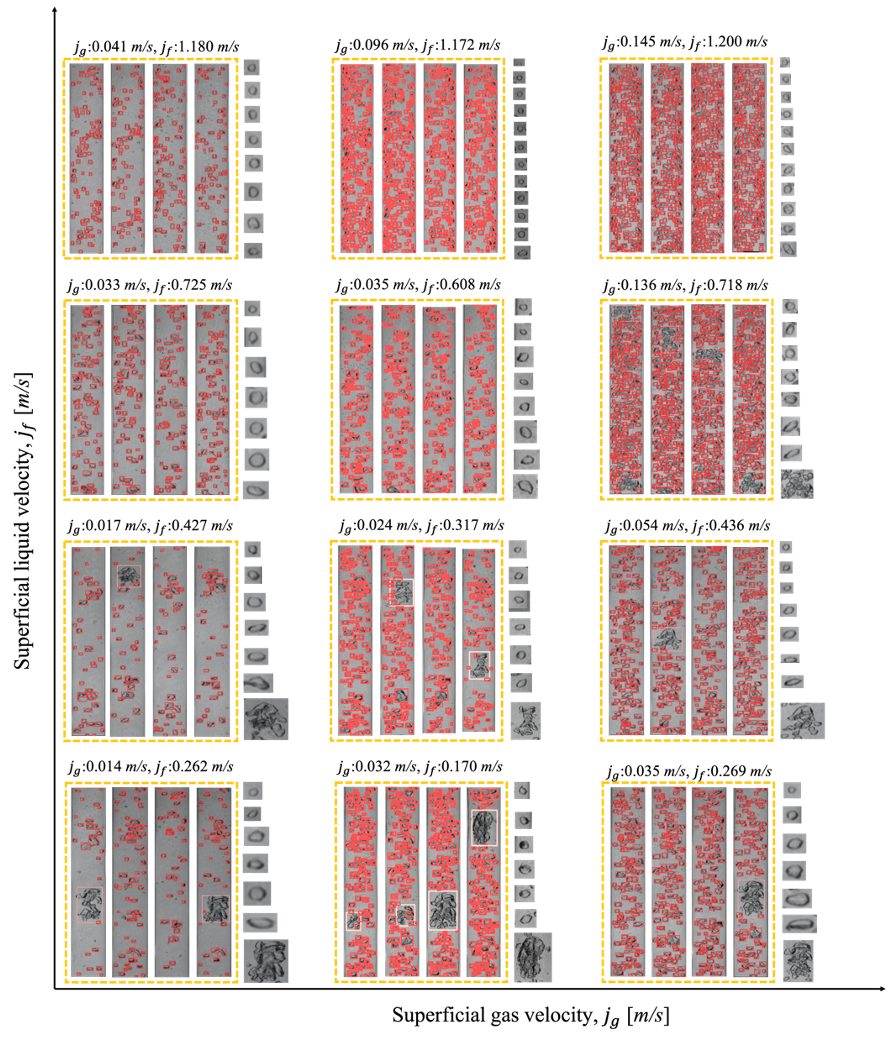 j_g:0.041 m/s, j_f:1.180 m/s
j_g:0.096 m/s, j_f:1.172 m/s
j_g:0.145 m/s, j_f:1.200 m/s
j_g:0.033 m/s, j_f:0.725 m/s
j_g:0.035 m/s, j_f:0.608 m/s
j_g:0.136 m/s, j_f:0.718 m/s
j_g:0.017 m/s, j_f:0.427 m/s
j_g:0.024 m/s, j_f:0.317 m/s
j_g:0.054 m/s, j_f:0.436 m/s
j_g:0.014 m/s, j_f:0.262 m/s
j_g:0.032 m/s, j_f:0.170 m/s
j_g:0.035 m/s, j_f:0.269 m/s
Superficial liquid velocity, j_f [m/s]
Superficial gas velocity, j_g [m/s]